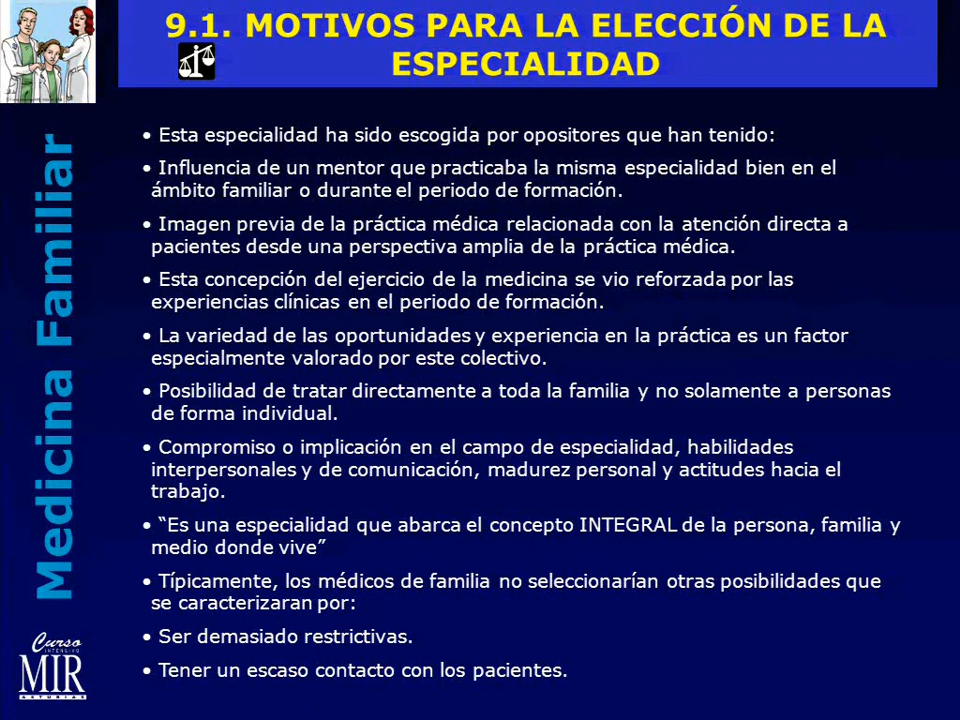 9.1. MOTIVOS PARA LA ELECCIÓN DE LA
ESPECIALIDAD
Medicina Familiar
• Esta especialidad ha sido escogida por opositores que han tenido:
• Influencia de un mentor que practicaba la misma especialidad bien en el
ámbito familiar o durante el periodo de formación.
• Imagen previa de la práctica médica relacionada con la atención directa a
pacientes desde una perspectiva amplia de la práctica médica.
• Esta concepción del ejercicio de la medicina se vio reforzada por las
experiencias clínicas en el periodo de formación.
• La variedad de las oportunidades y experiencia en la práctica es un factor
especialmente valorado por este colectivo.
• Posibilidad de tratar directamente a toda la familia y no solamente a personas
de forma individual.
• Compromiso o implicación en el campo de especialidad, habilidades
interpersonales y de comunicación, madurez personal y actitudes hacia el
trabajo.
• “Es una especialidad que abarca el concepto INTEGRAL de la persona, familia y
medio donde vive”
• Típicamente, los médicos de familia no seleccionarían otras posibilidades que
se caracterizaran por:
• Ser demasiado restrictivas.
• Tener un escaso contacto con los pacientes.
Curso
INTENSIVO
MIR
ASTURIAS